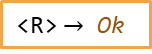 <R> → Ok